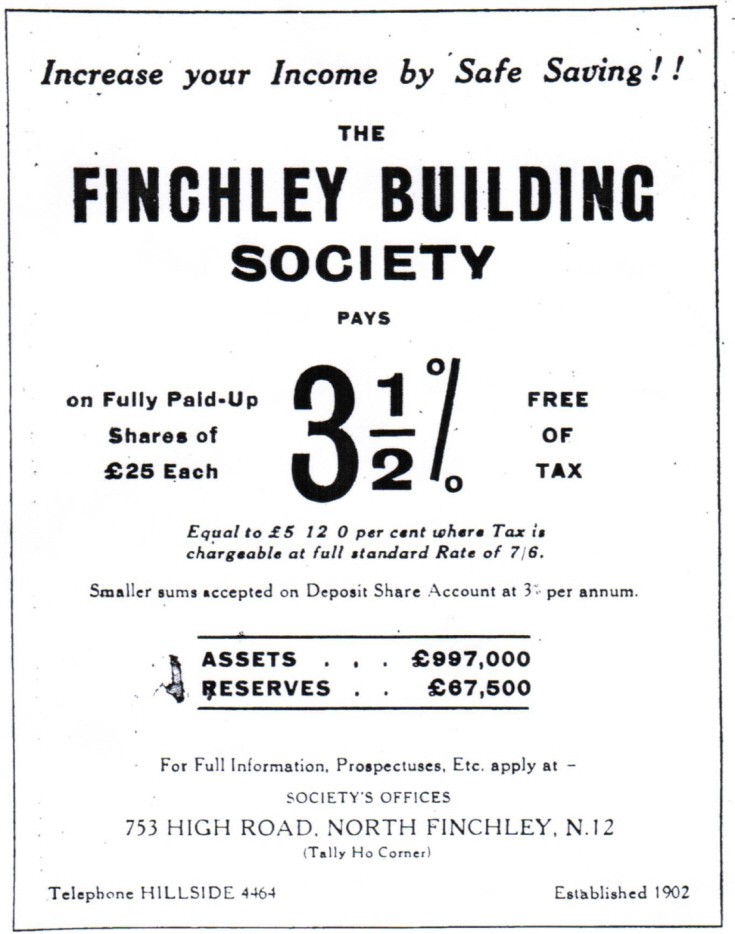 Increase your Income by Safe Saving!!
THE
FINCHLEY BUILDING
SOCIETY
PAYS
on Fully Paid-Up
Shares of
£25 Each
3 1/2 %
FREE
OF
TAX
Equal to £5 12 0 per cent where Tax is
chargeable at full standard Rate of 7/6.
Smaller sums accepted on Deposit Share Account at 3% per annum.
ASSETS . . . £997,000
RESERVES . . £67,500
For Full Information, Prospectuses, Etc. apply at –
SOCIETY'S OFFICES
753 HIGH ROAD, NORTH FINCHLEY, N.12
(Tally Ho Corner)
Telephone HILLSIDE 4464
Established 1902